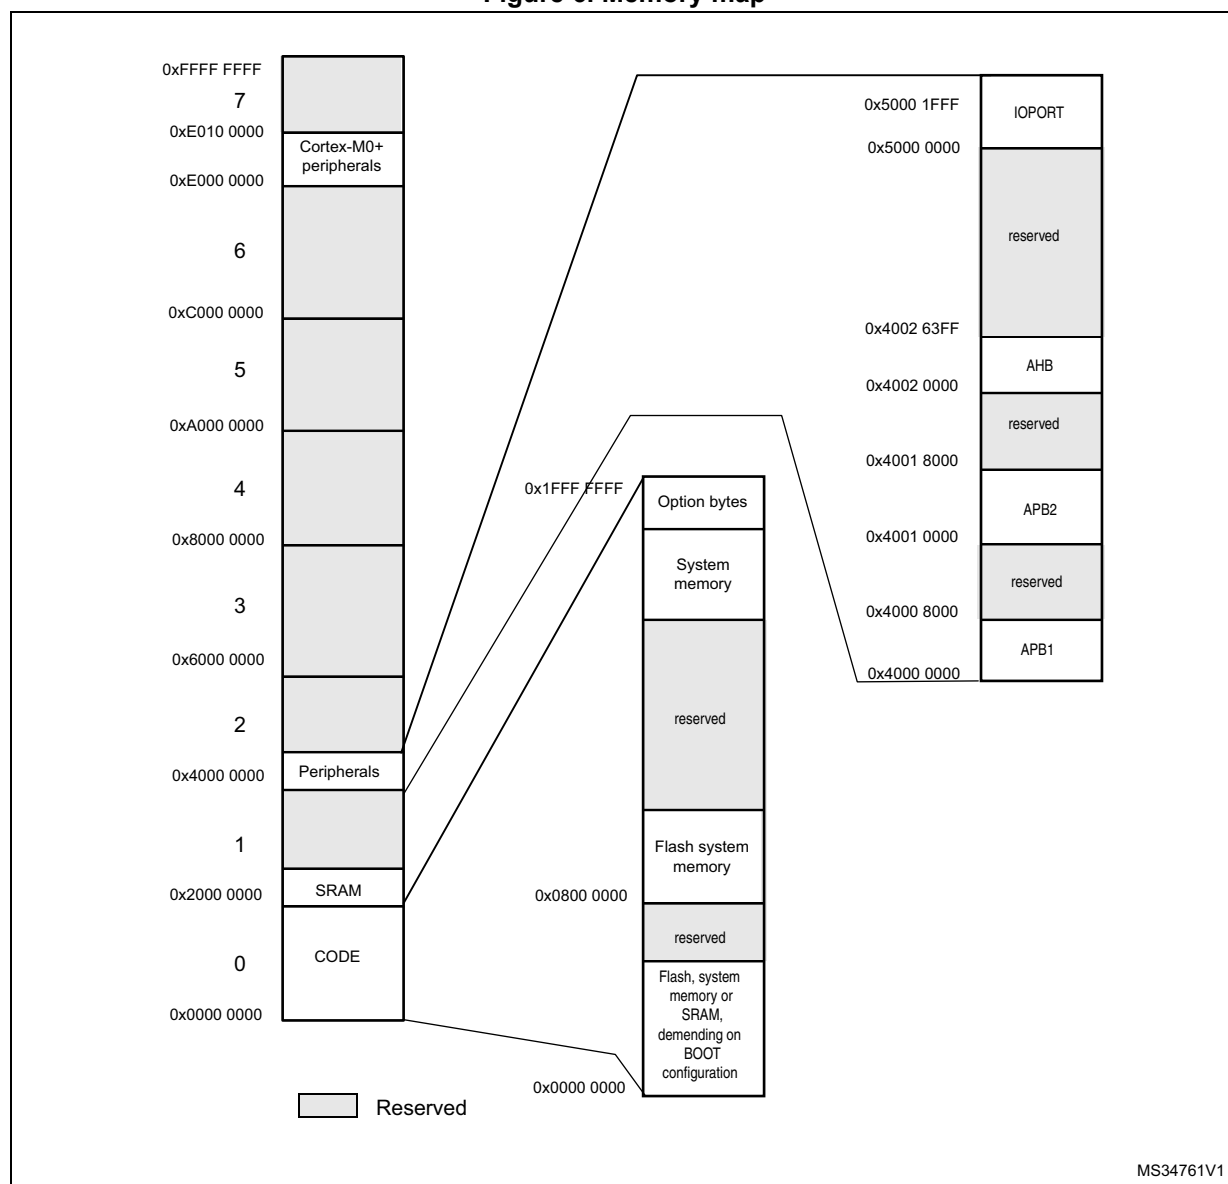 0xFFFF FFFF
7
0xE010 0000
Cortex-M0+
peripherals
0xE000 0000
6
0xC000 0000
5
0xA000 0000
4
0x8000 0000
3
0x6000 0000
2
Peripherals
0x4000 0000
1
SRAM
0x2000 0000
CODE
0
0x0000 0000
Reserved
0x1FFF FFFF
Option bytes
System
memory
reserved
Flash system
memory
0x0800 0000
reserved
Flash, system
memory or
SRAM,
demending on
BOOT
configuration
0x0000 0000
0x5000 1FFF
IOPORT
0x5000 0000
reserved
0x4002 63FF
AHB
0x4002 0000
reserved
0x4001 8000
APB2
0x4001 0000
reserved
0x4000 8000
APB1
0x4000 0000
MS34761V1